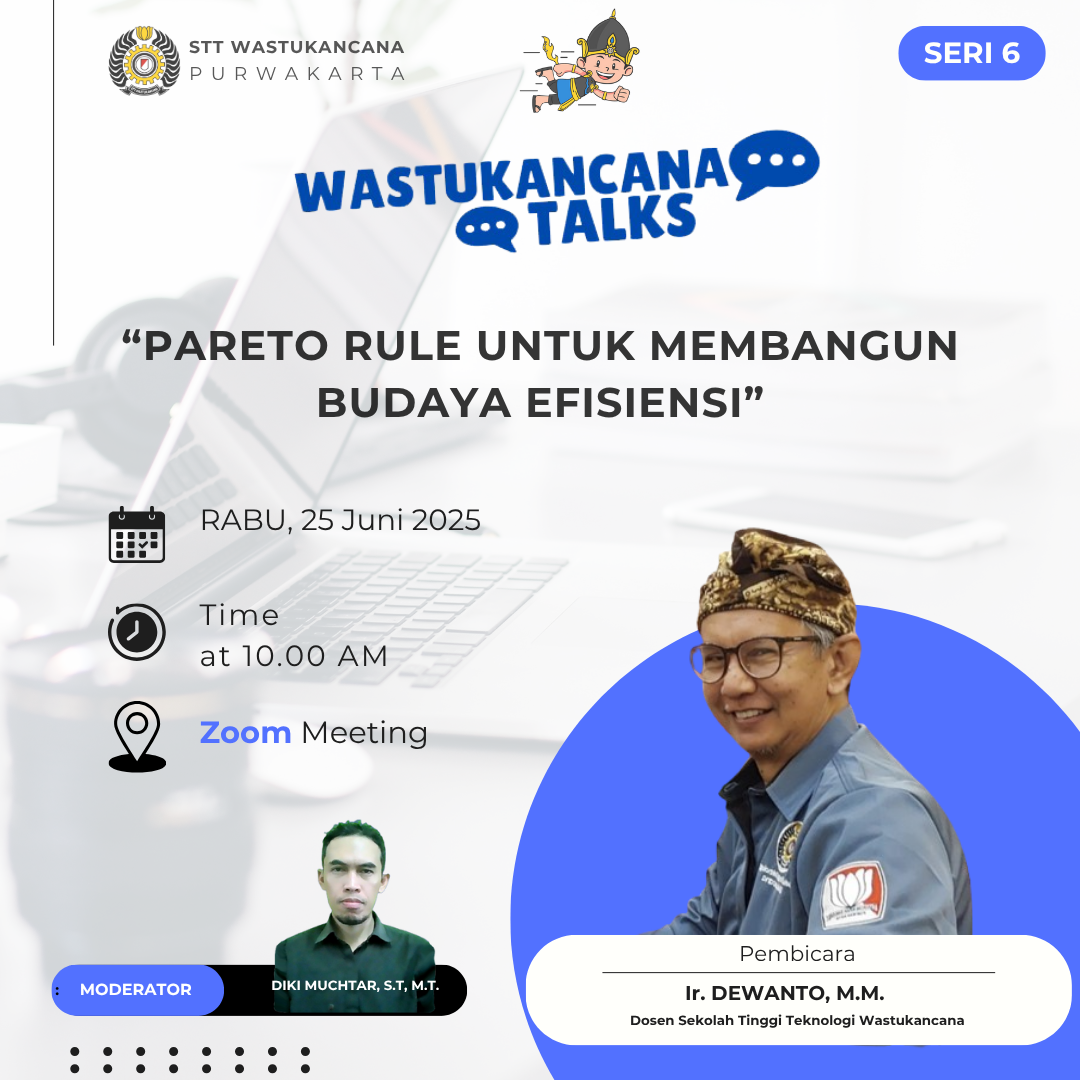 STT WASTUKANCANA
PURWAKARTA
SERI 6
WASTUKANCANA
TALKS
“PARETO RULE UNTUK MEMBANGUN
BUDAYA EFISIENSI”
RABU, 25 Juni 2025
Time
at 10.00 AM
Zoom Meeting
: MODERATOR
DIKI MUCHTAR, S.T, M.T.
Pembicara
Ir. DEWANTO, M.M.
Dosen Sekolah Tinggi Teknologi Wastukancana